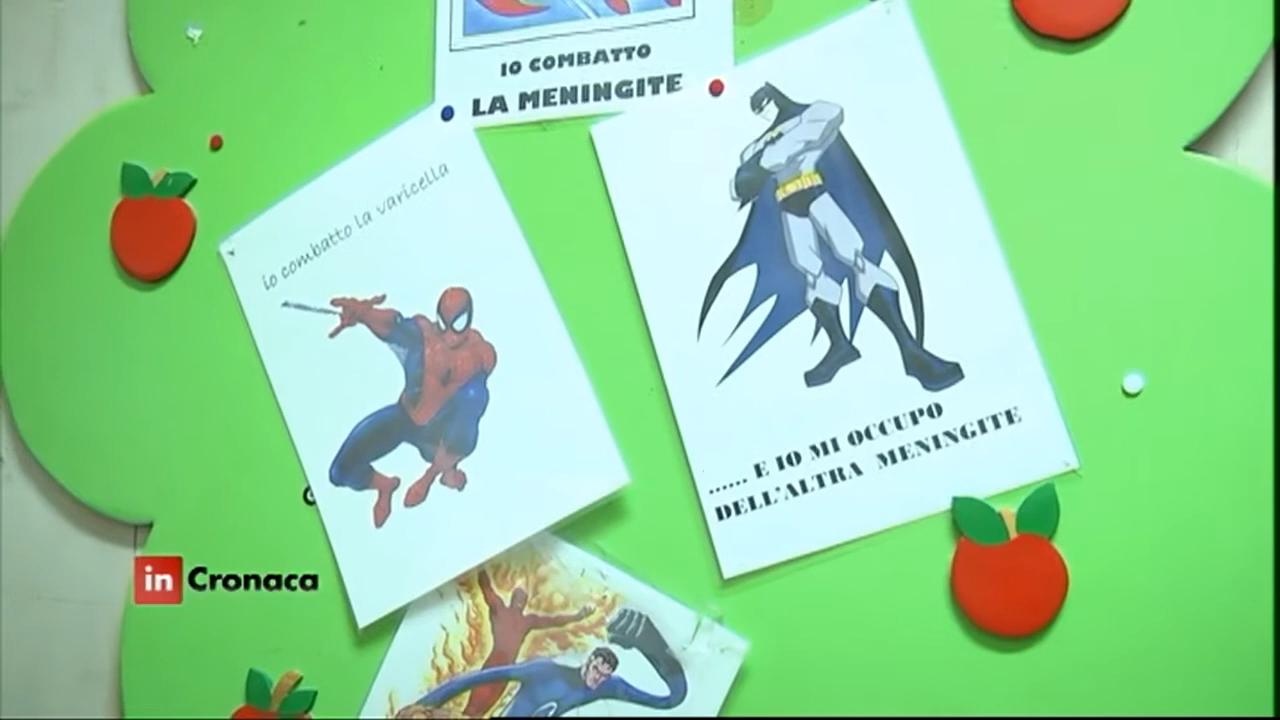 IO COMBATTO
LA MENINGITE
io combatto la varicella
...... E IO MI OCCUPO
DELL'ALTRA MENINGITE
in Cronaca